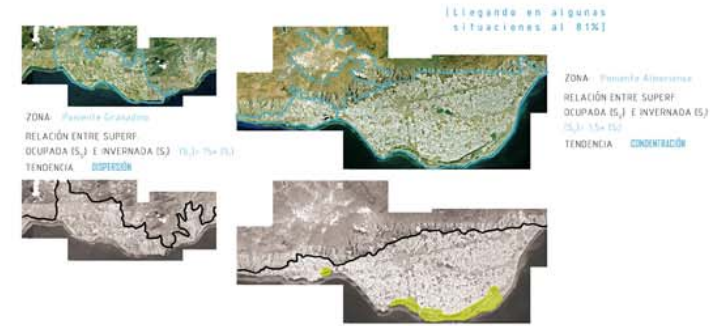 (Llegando en algunas
situaciones al 81%)
ZONA: Poniente Granadino
RELACIÓN ENTRE SUPERF
OCUPADA (S₀) E INVERNADA (Sᵢ)
TENDENCIA DISPERSIÓN
ZONA: Poniente Almeriense
RELACIÓN ENTRE SUPERF
OCUPADA (S₀) E INVERNADA (Sᵢ)
TENDENCIA CONDENTRACIÓN